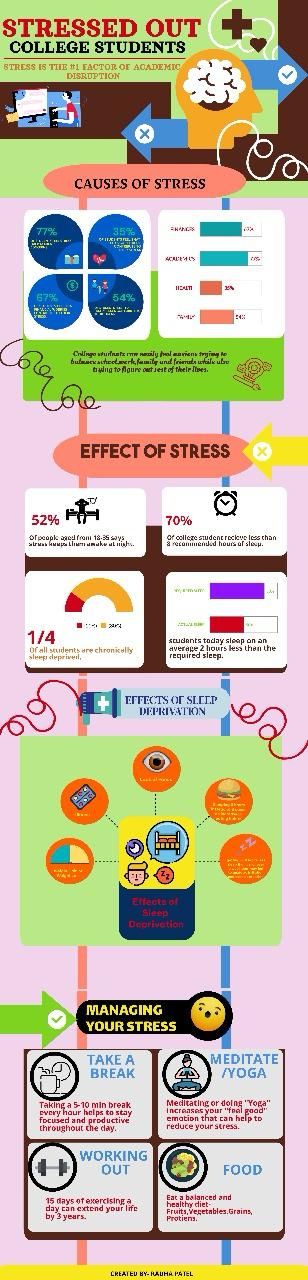 STRESSED OUT
COLLEGE STUDENTS
STRESS IS THE #1 FACTOR OF ACADEMIC
DISRUPTION
CAUSES OF STRESS
77%
35%
67%
54%
FINANCES
67%
ACADEMICS
77%
HEALTH
35%
FAMILY
54%
College students can easily feel anxious trying to
balance school,work,family and friends while also
trying to figure out rest of their lives.
EFFECT OF STRESS
52%
Of people aged from 18-35 says
stress keeps them awake at night.
70%
Of college student recieve less than
8 recommended hours of sleep.
1/4
Of all students are chronically
sleep deprived.
ACTUAL SLEEP
students today sleep on an
average 2 hours less than the
required sleep.
EFFECTS OF SLEEP
DEPRIVATION
Effects of
Sleep
Deprivation
MANAGING
YOUR STRESS
TAKE A
BREAK
Taking a 5-10 min break
every hour helps to stay
focused and productive
throughout the day.
MEDITATE
/YOGA
Meditating or doing "Yoga"
increases your "feel good"
emotion that can help to
reduce your stress.
WORKING
OUT
15 days of exercising a
day can extend your life
by 3 years.
FOOD
Eat a balanced and
healthy diet-
Fruits,Vegetables,Grains,
Protiens.
CREATED BY- RADHA PATEL